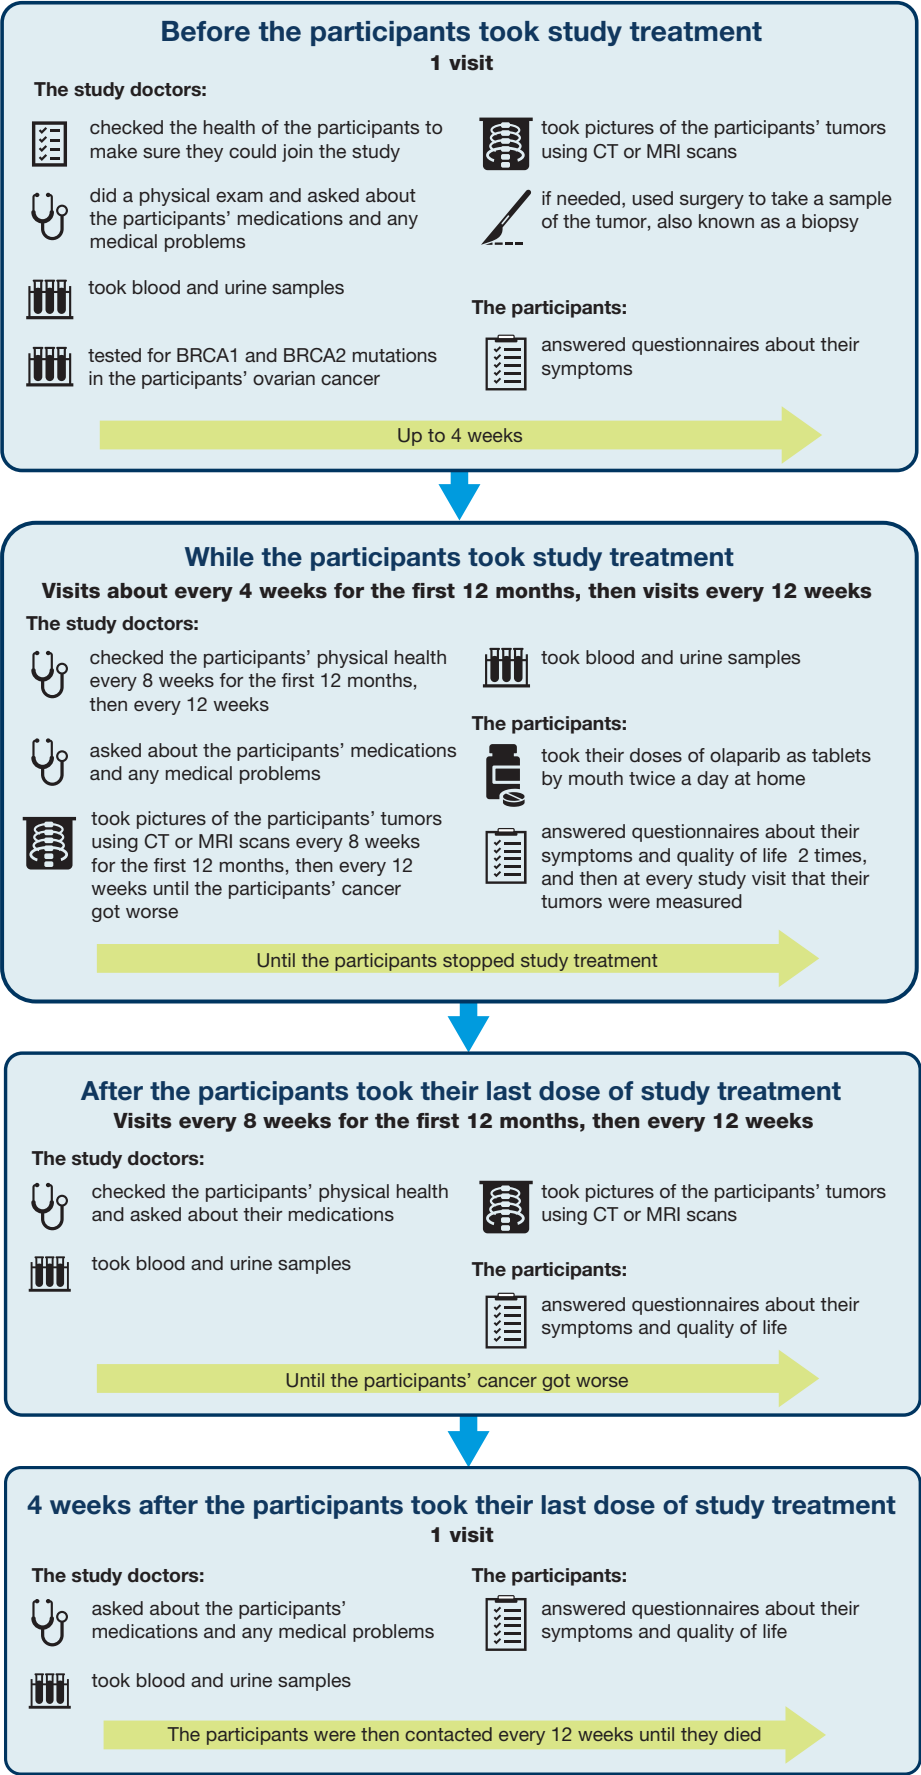 Before the participants took study treatment
1 visit
The study doctors:
checked the health of the participants to
make sure they could join the study
did a physical exam and asked about
the participants' medications and any
medical problems
took blood and urine samples
tested for BRCA1 and BRCA2 mutations
in the participants' ovarian cancer
took pictures of the participants' tumors
using CT or MRI scans
if needed, used surgery to take a sample
of the tumor, also known as a biopsy
The participants:
answered questionnaires about their
symptoms
Up to 4 weeks
While the participants took study treatment
Visits about every 4 weeks for the first 12 months, then visits every 12 weeks
The study doctors:
checked the participants' physical health
every 8 weeks for the first 12 months,
then every 12 weeks
asked about the participants' medications
and any medical problems
took pictures of the participants' tumors
using CT or MRI scans every 8 weeks
for the first 12 months, then every 12
weeks until the participants' cancer
got worse
took blood and urine samples
The participants:
took their doses of olaparib as tablets
by mouth twice a day at home
answered questionnaires about their
symptoms and quality of life  2 times,
and then at every study visit that their
tumors were measured
Until the participants stopped study treatment
After the participants took their last dose of study treatment
Visits every 8 weeks for the first 12 months, then every 12 weeks
The study doctors:
checked the participants' physical health
and asked about their medications
took blood and urine samples
took pictures of the participants' tumors
using CT or MRI scans
The participants:
answered questionnaires about their
symptoms and quality of life
Until the participants' cancer got worse
4 weeks after the participants took their last dose of study treatment
1 visit
The study doctors:
asked about the participants'
medications and any medical problems
took blood and urine samples
The participants:
answered questionnaires about their
symptoms and quality of life
The participants were then contacted every 12 weeks until they died